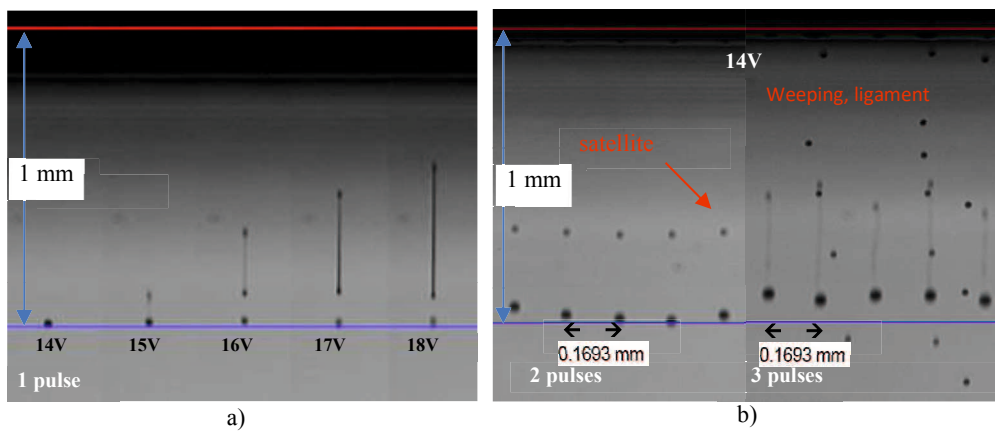 1 mm
14V 15V 16V 17V 18V
1 pulse
a)
14V
Weeping, ligament
satellite
1 mm
0.1693 mm
0.1693 mm
2 pulses
3 pulses
b)